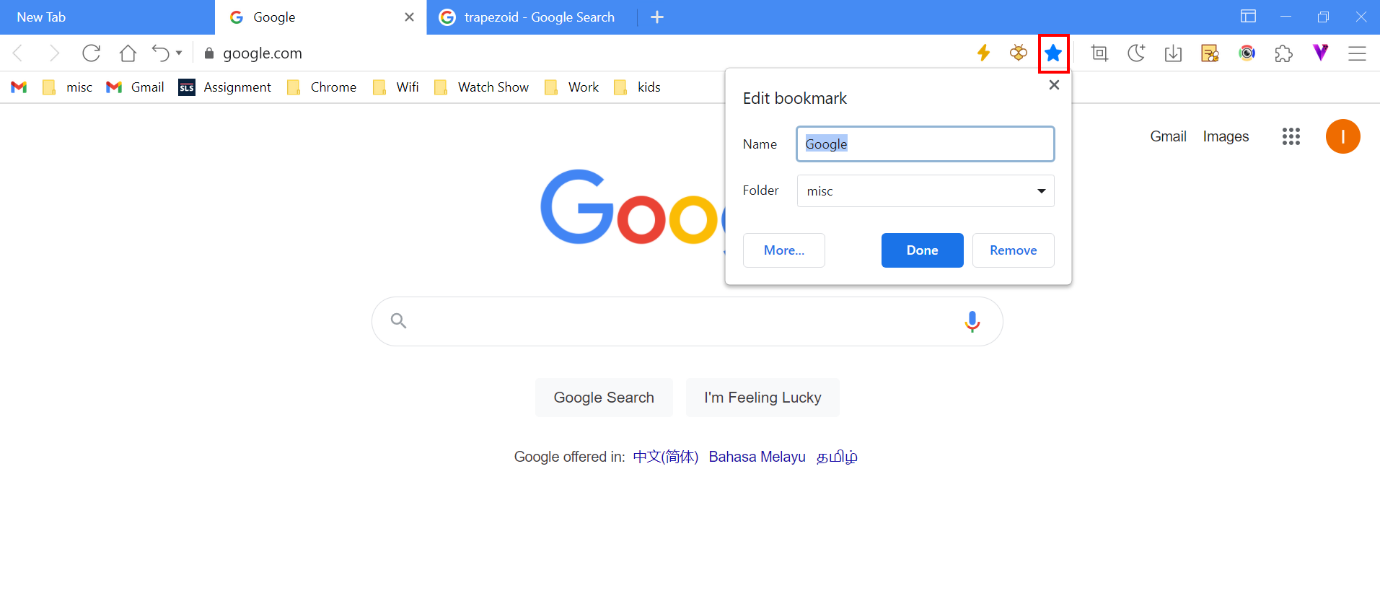 New Tab
Google
trapezoid - Google Search
google.com
misc
Gmail
SLS
Assignment
Chrome
Wifi
Watch Show
Work
kids
Edit bookmark
Name
Google
Folder
misc
More...
Done
Remove
Gmail
Images
I
Goo
Google Search
I'm Feeling Lucky
Google offered in: 中文(简体) Bahasa Melayu தமிழ்